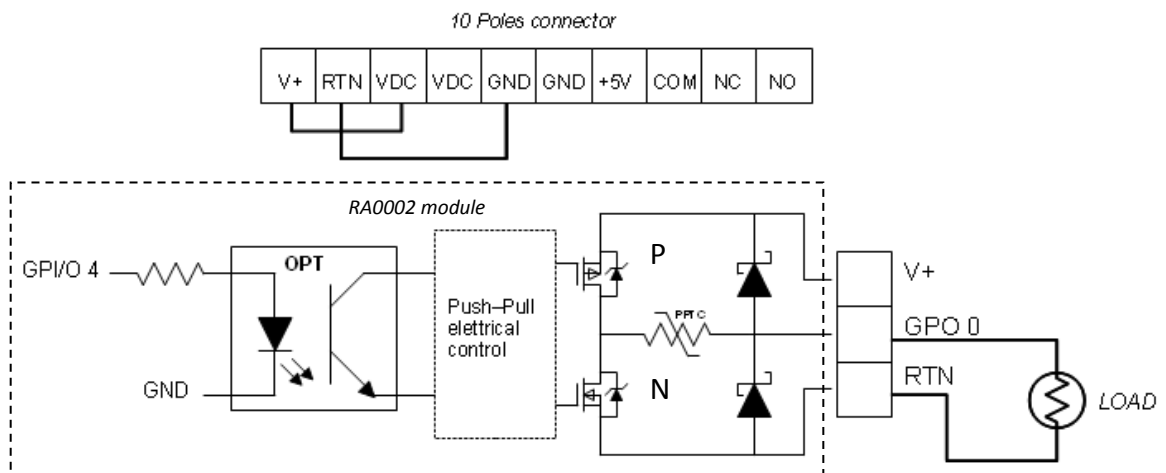 10 Poles connector
V+ RTN VDC VDC GND GND +5V COM NC NO
RA0002 module
GPI/O 4
OPT
GND
Push–Pull
elettrical
control
P
PPTC
N
V+
GPO 0
RTN
LOAD